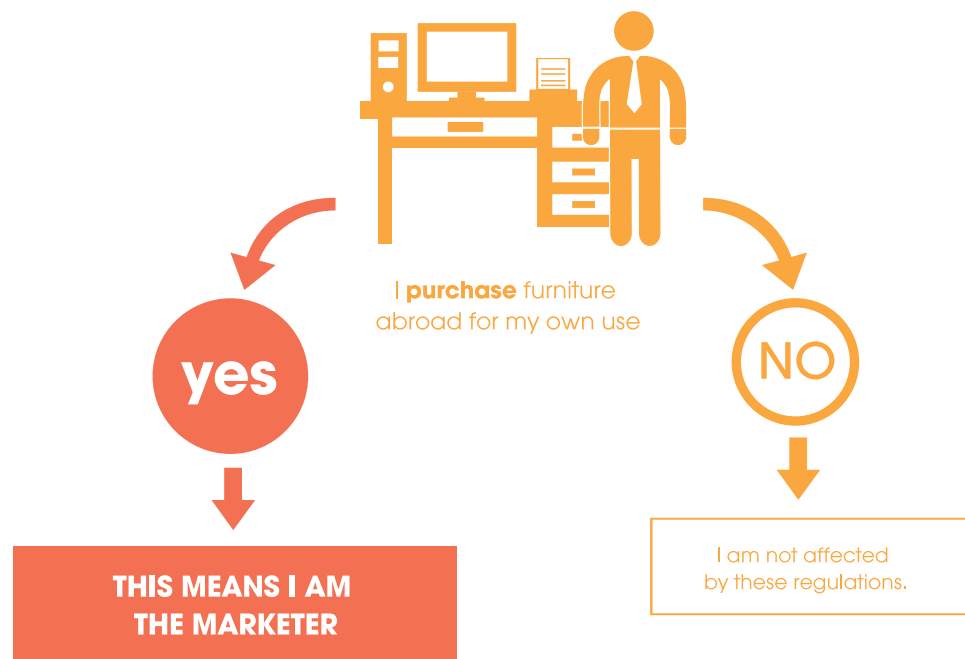 I purchase furniture
abroad for my own use
yes
NO
THIS MEANS I AM
THE MARKETER
I am not affected
by these regulations.